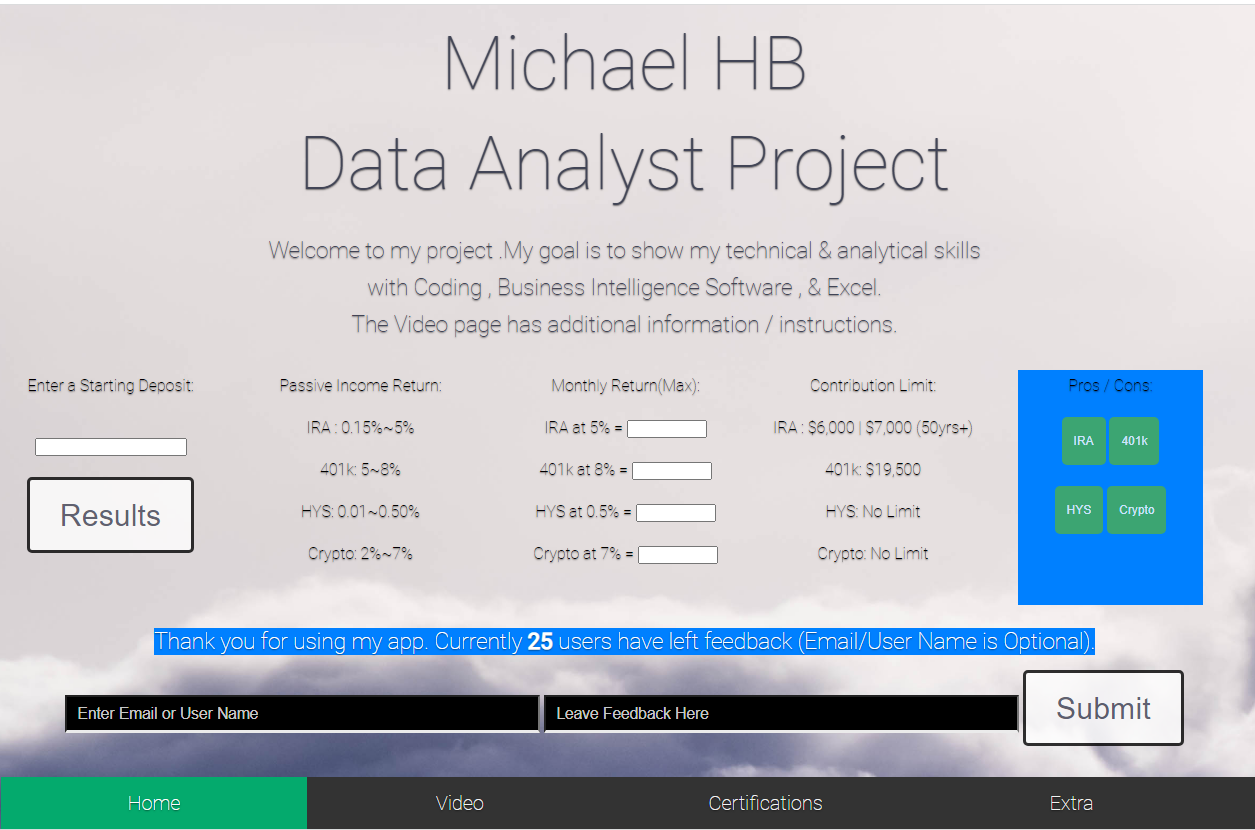 Michael HB
Data Analyst Project
Welcome to my project .My goal is to show my technical & analytical skills
with Coding , Business Intelligence Software , & Excel.
The Video page has additional information / instructions.
Enter a Starting Deposit:
Results
Passive Income Return:
IRA : 0.15%~5%
401k: 5~8%
HYS: 0.01~0.50%
Crypto: 2%~7%
Monthly Return(Max):
IRA at 5% =
401k at 8% =
HYS at 0.5% =
Crypto at 7% =
Contribution Limit:
IRA : $6,000 | $7,000 (50yrs+)
401k: $19,500
HYS: No Limit
Crypto: No Limit
Pros / Cons:
IRA 401k
HYS Crypto
Thank you for using my app. Currently 25 users have left feedback (Email/User Name is Optional).
Enter Email or User Name Leave Feedback Here Submit
Home Video Certifications Extra